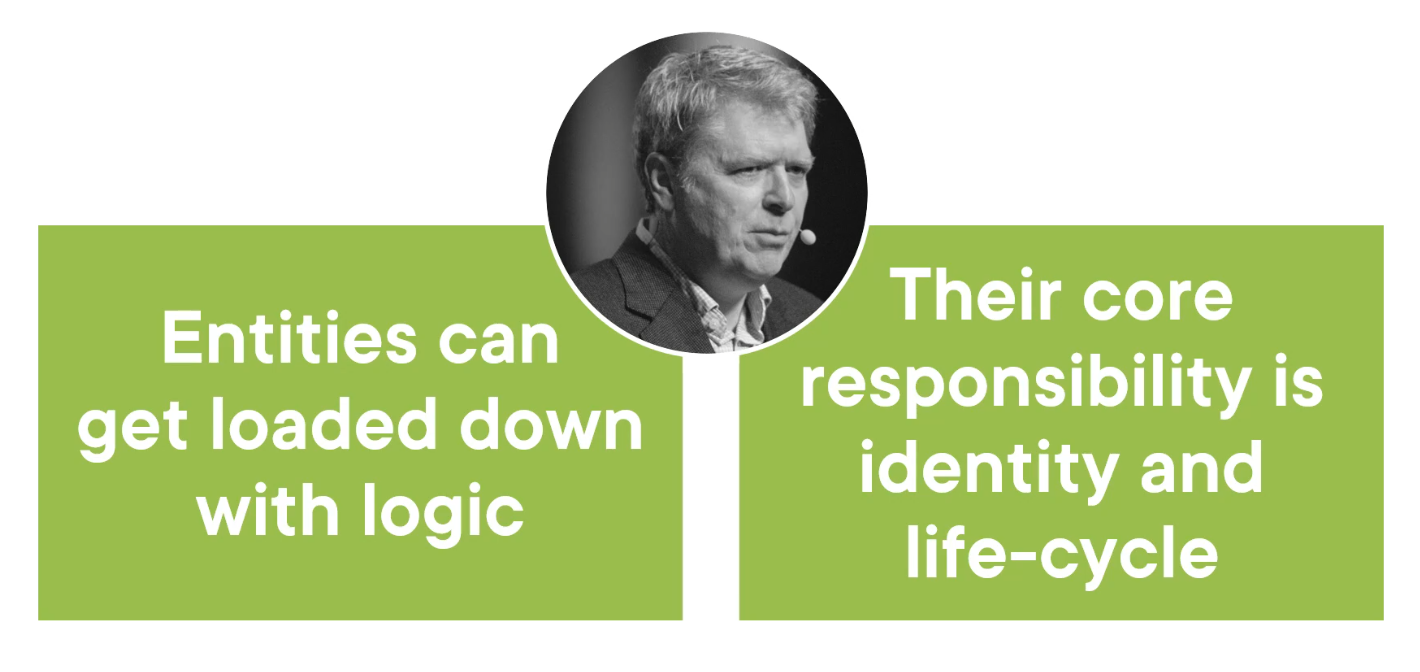 Entities can
get loaded down
with logic
Their core
responsibility is
identity and
life-cycle